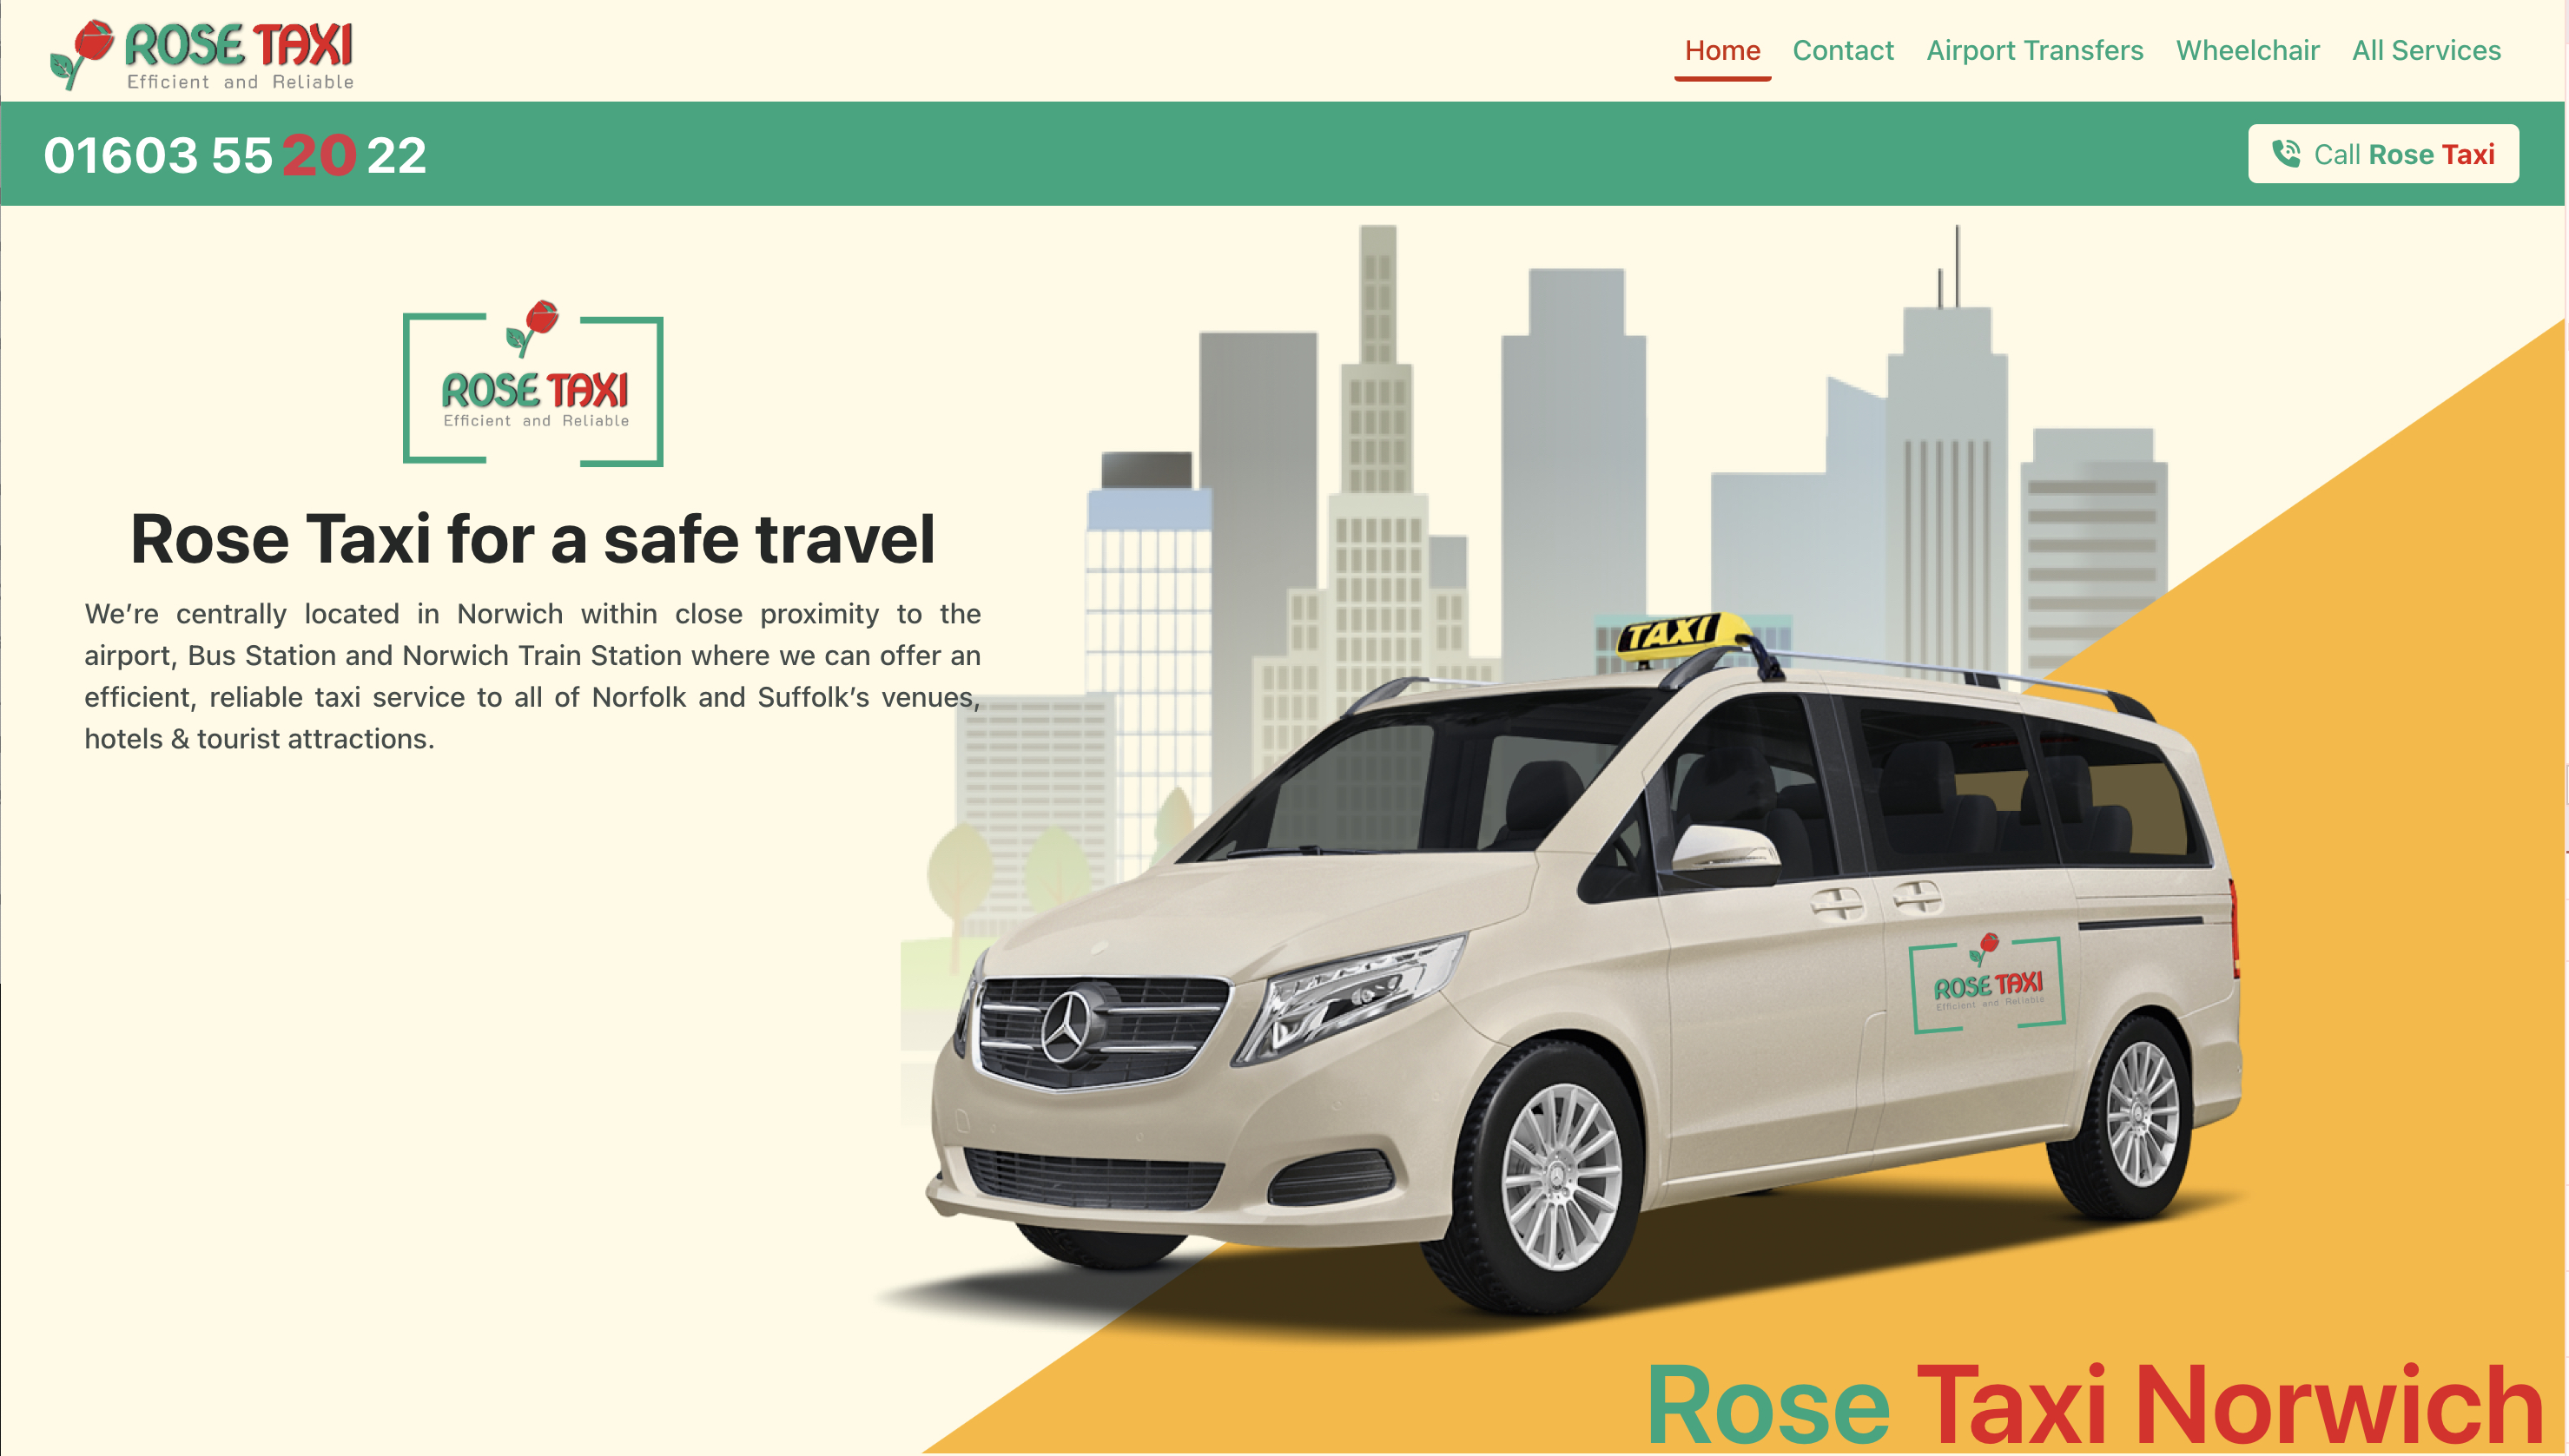 ROSE TAXI
Efficient and Reliable
Home Contact Airport Transfers Wheelchair All Services
01603 55 20 22
Call Rose Taxi
ROSE TAXI
Efficient and Reliable
Rose Taxi for a safe travel
We’re centrally located in Norwich within close proximity to the
airport, Bus Station and Norwich Train Station where we can offer an
efficient, reliable taxi service to all of Norfolk and Suffolk’s venues,
hotels & tourist attractions.
TAXI
ROSE TAXI
Efficient and Reliable
Rose Taxi Norwich